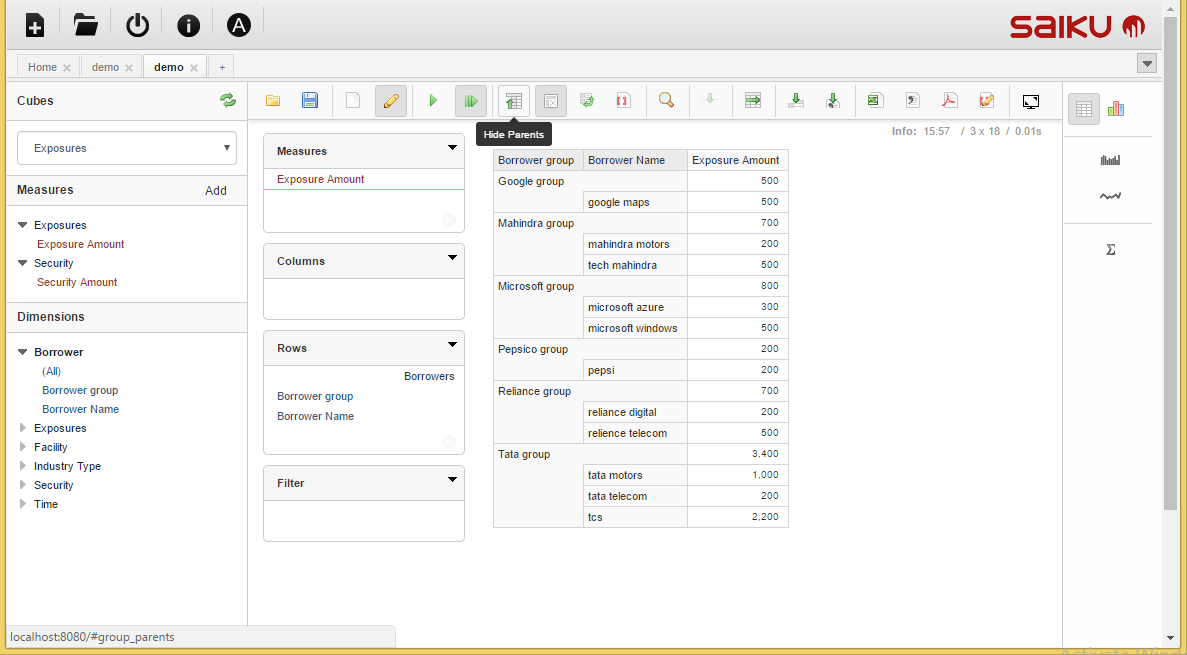 SAIKU
Home × demo × demo × +
Cubes
Exposures
Measures Add
Exposures
Exposure Amount
Security
Security Amount
Dimensions
Borrower
(All)
Borrower group
Borrower Name
Exposures
Facility
Industry Type
Security
Time
Hide Parents
Info: 15:57 / 3 x 18 / 0.01s
Measures
Exposure Amount
Columns
Rows
Borrowers
Borrower group
Borrower Name
Filter
Borrower group Borrower Name Exposure Amount
Google group 500
google maps 500
Mahindra group 700
mahindra motors 200
tech mahindra 500
Microsoft group 800
microsoft azure 300
microsoft windows 500
Pepsico group 200
pepsi 200
Reliance group 700
reliance digital 200
relience telecom 500
Tata group 3,400
tata motors 1,000
tata telecom 200
tcs 2,200
Σ
localhost:8080/#group_parents